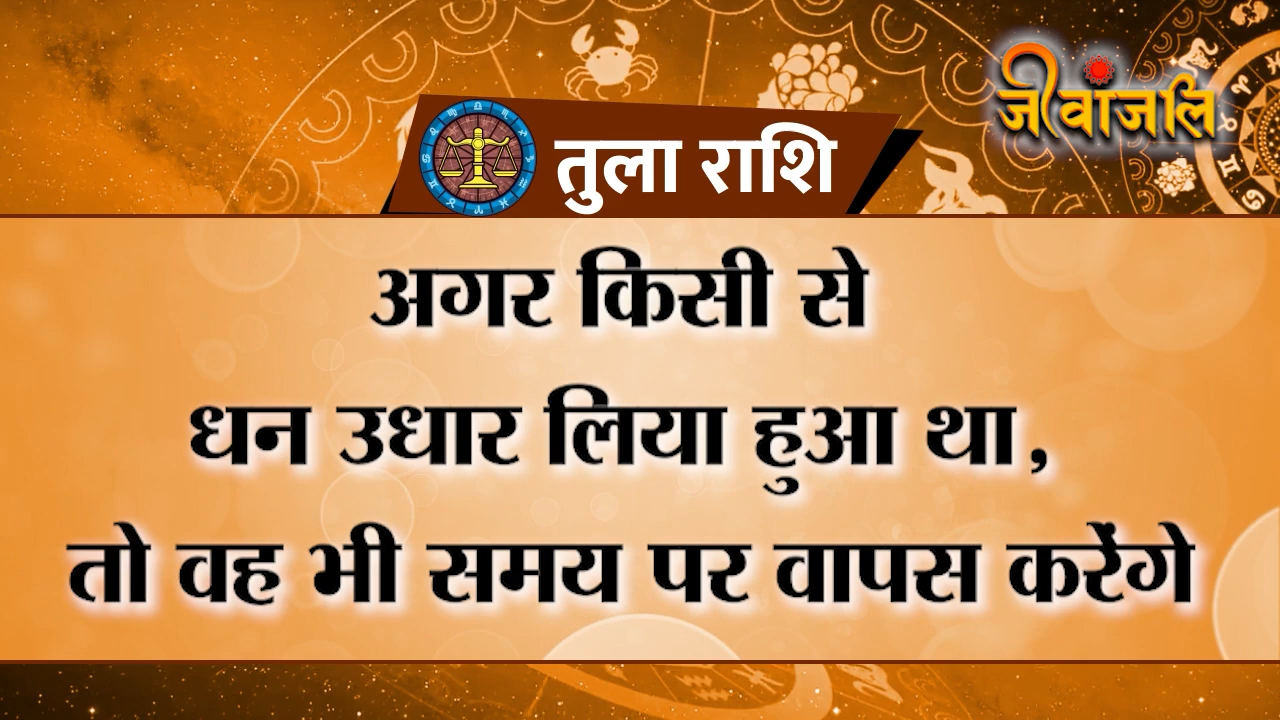 जीवांजलि
तुला राशि
अगर किसी से
धन उधार लिया हुआ था,
तो वह भी समय पर वापस करेंगे